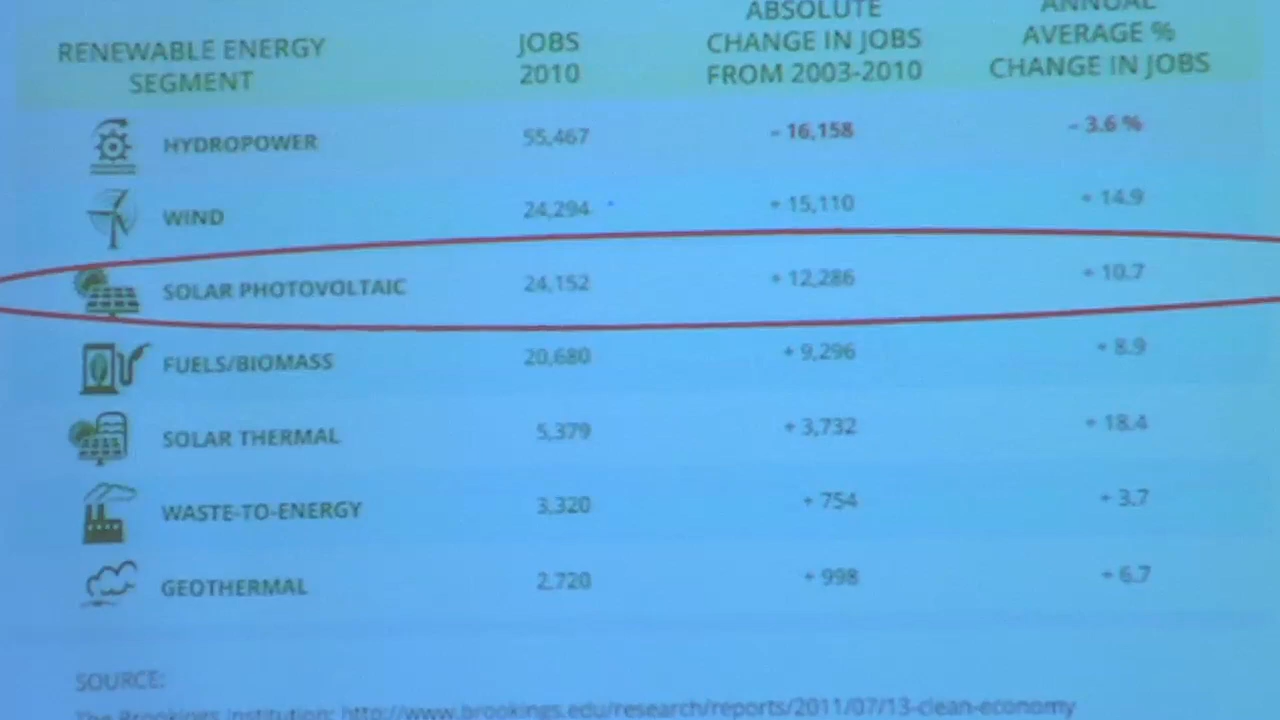 RENEWABLE ENERGY SEGMENT
JOBS 2010
ABSOLUTE CHANGE IN JOBS FROM 2003-2010
ANNUAL AVERAGE % CHANGE IN JOBS
HYDROPOWER 55,467 - 16,158 - 3.6 %
WIND 24,294 + 15,110 + 14.9
SOLAR PHOTOVOLTAIC 24,152 + 12,286 + 10.7
FUELS/BIOMASS 20,680 + 9,296 + 8.9
SOLAR THERMAL 5,379 + 3,732 + 18.4
WASTE-TO-ENERGY 3,320 + 754 + 3.7
GEOTHERMAL 2,720 + 998 + 6.7
SOURCE:
The Brookings Institution: http://www.brookings.edu/research/reports/2011/07/13-clean-economy